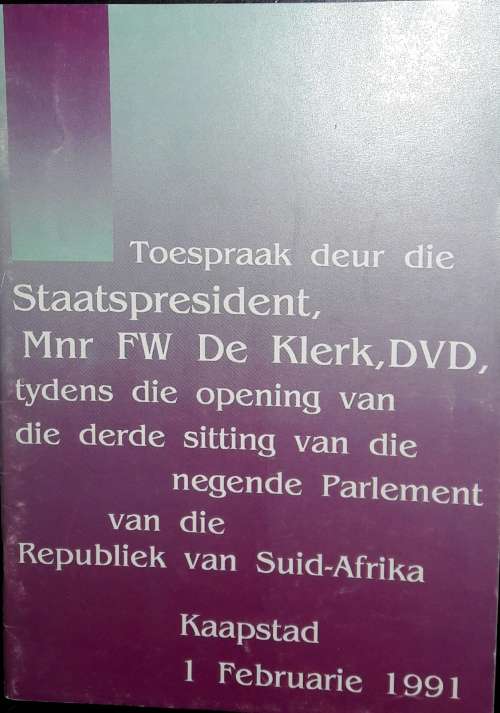 Toespraak deur die
Staatspresident,
Mnr FW De Klerk, DVD,
tydens die opening van
die derde sitting van die
negende Parlement
van die
Republiek van Suid-Afrika
Kaapstad
1 Februarie 1991